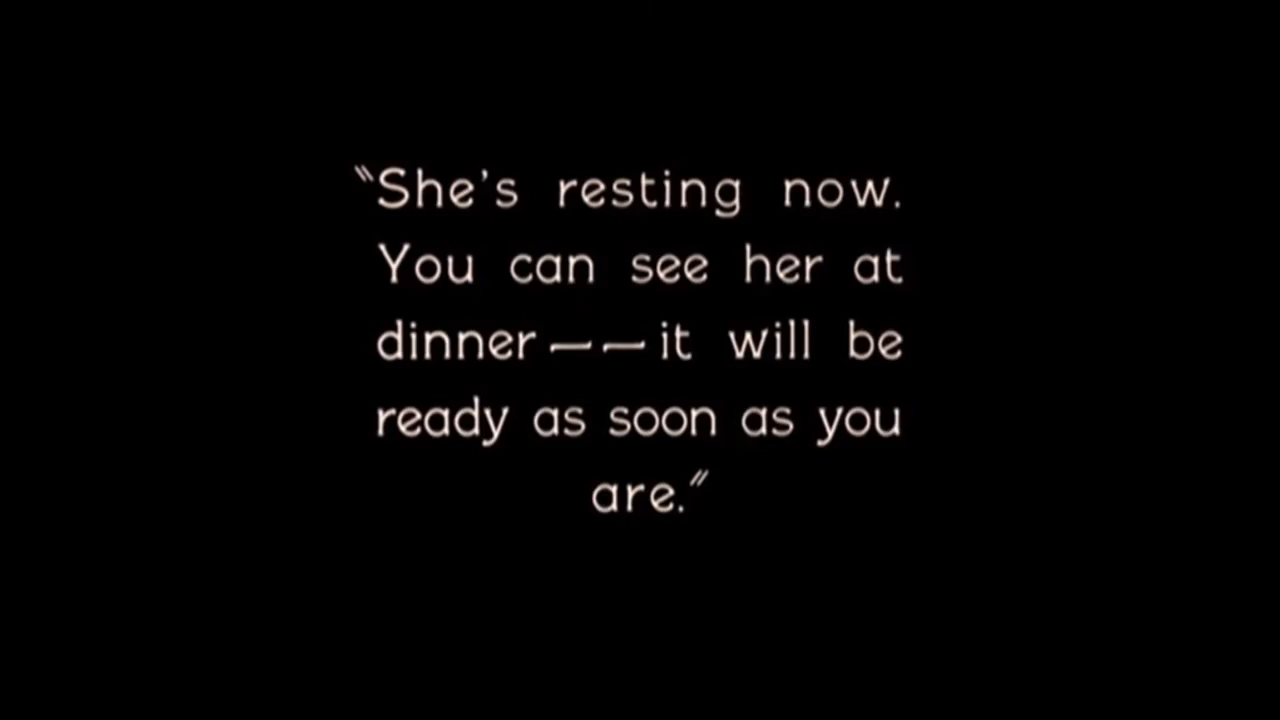 "She's resting now.
You can see her at
dinner——it will be
ready as soon as you
are."